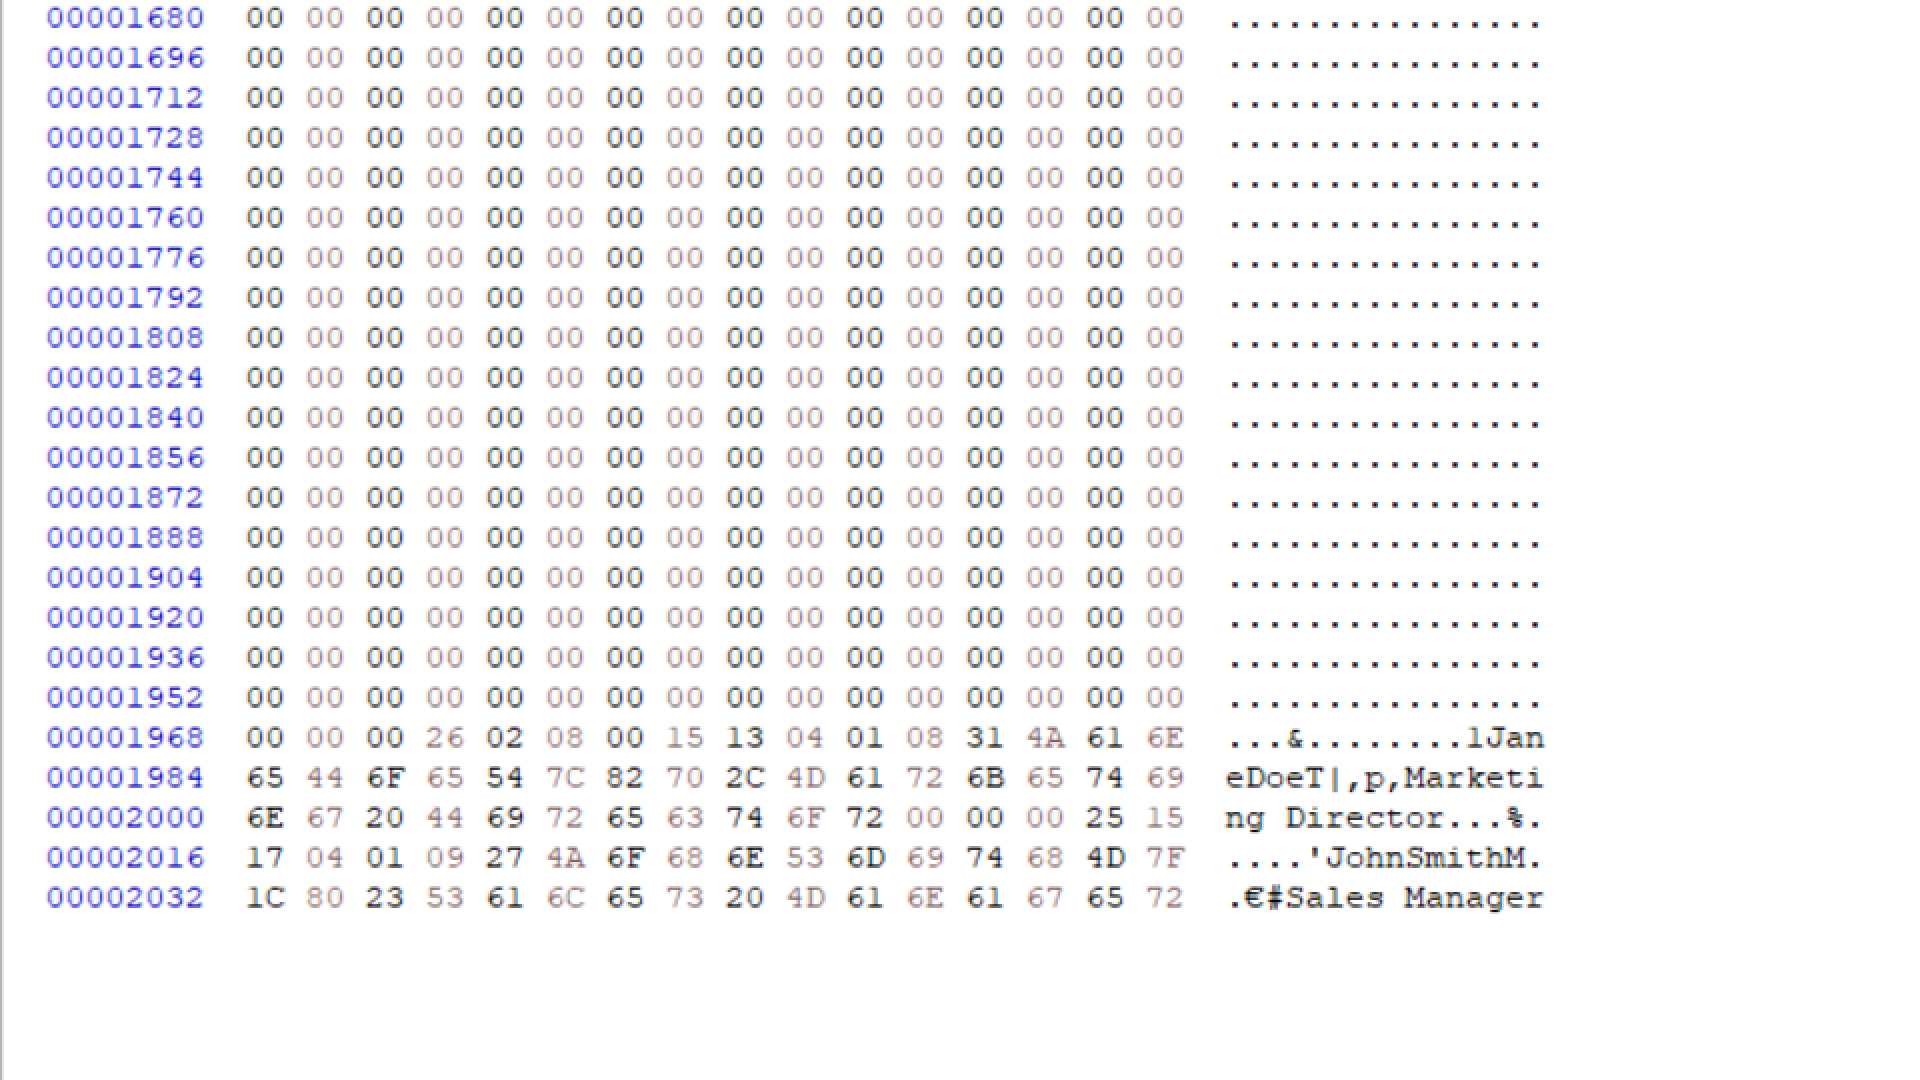 00001680 00 00 00 00 00 00 00 00 00 00 00 00 00 00 00 00 ................
00001696 00 00 00 00 00 00 00 00 00 00 00 00 00 00 00 00 ................
00001712 00 00 00 00 00 00 00 00 00 00 00 00 00 00 00 00 ................
00001728 00 00 00 00 00 00 00 00 00 00 00 00 00 00 00 00 ................
00001744 00 00 00 00 00 00 00 00 00 00 00 00 00 00 00 00 ................
00001760 00 00 00 00 00 00 00 00 00 00 00 00 00 00 00 00 ................
00001776 00 00 00 00 00 00 00 00 00 00 00 00 00 00 00 00 ................
00001792 00 00 00 00 00 00 00 00 00 00 00 00 00 00 00 00 ................
00001808 00 00 00 00 00 00 00 00 00 00 00 00 00 00 00 00 ................
00001824 00 00 00 00 00 00 00 00 00 00 00 00 00 00 00 00 ................
00001840 00 00 00 00 00 00 00 00 00 00 00 00 00 00 00 00 ................
00001856 00 00 00 00 00 00 00 00 00 00 00 00 00 00 00 00 ................
00001872 00 00 00 00 00 00 00 00 00 00 00 00 00 00 00 00 ................
00001888 00 00 00 00 00 00 00 00 00 00 00 00 00 00 00 00 ................
00001904 00 00 00 00 00 00 00 00 00 00 00 00 00 00 00 00 ................
00001920 00 00 00 00 00 00 00 00 00 00 00 00 00 00 00 00 ................
00001936 00 00 00 00 00 00 00 00 00 00 00 00 00 00 00 00 ................
00001952 00 00 00 00 00 00 00 00 00 00 00 00 00 00 00 00 ................
00001968 00 00 00 26 02 08 00 15 13 04 01 08 31 4A 61 6E ...&........1Jan
00001984 65 44 6F 65 54 7C 82 70 2C 4D 61 72 6B 65 74 69 eDoeT|‚p,Marketi
00002000 6E 67 20 44 69 72 65 63 74 6F 72 00 00 00 25 15 ng Director...%.
00002016 17 04 01 09 27 4A 6F 68 6E 53 6D 69 74 68 4D 7F ....'JohnSmithM.
00002032 1C 80 23 53 61 6C 65 73 20 4D 61 6E 61 67 65 72 .€#Sales Manager